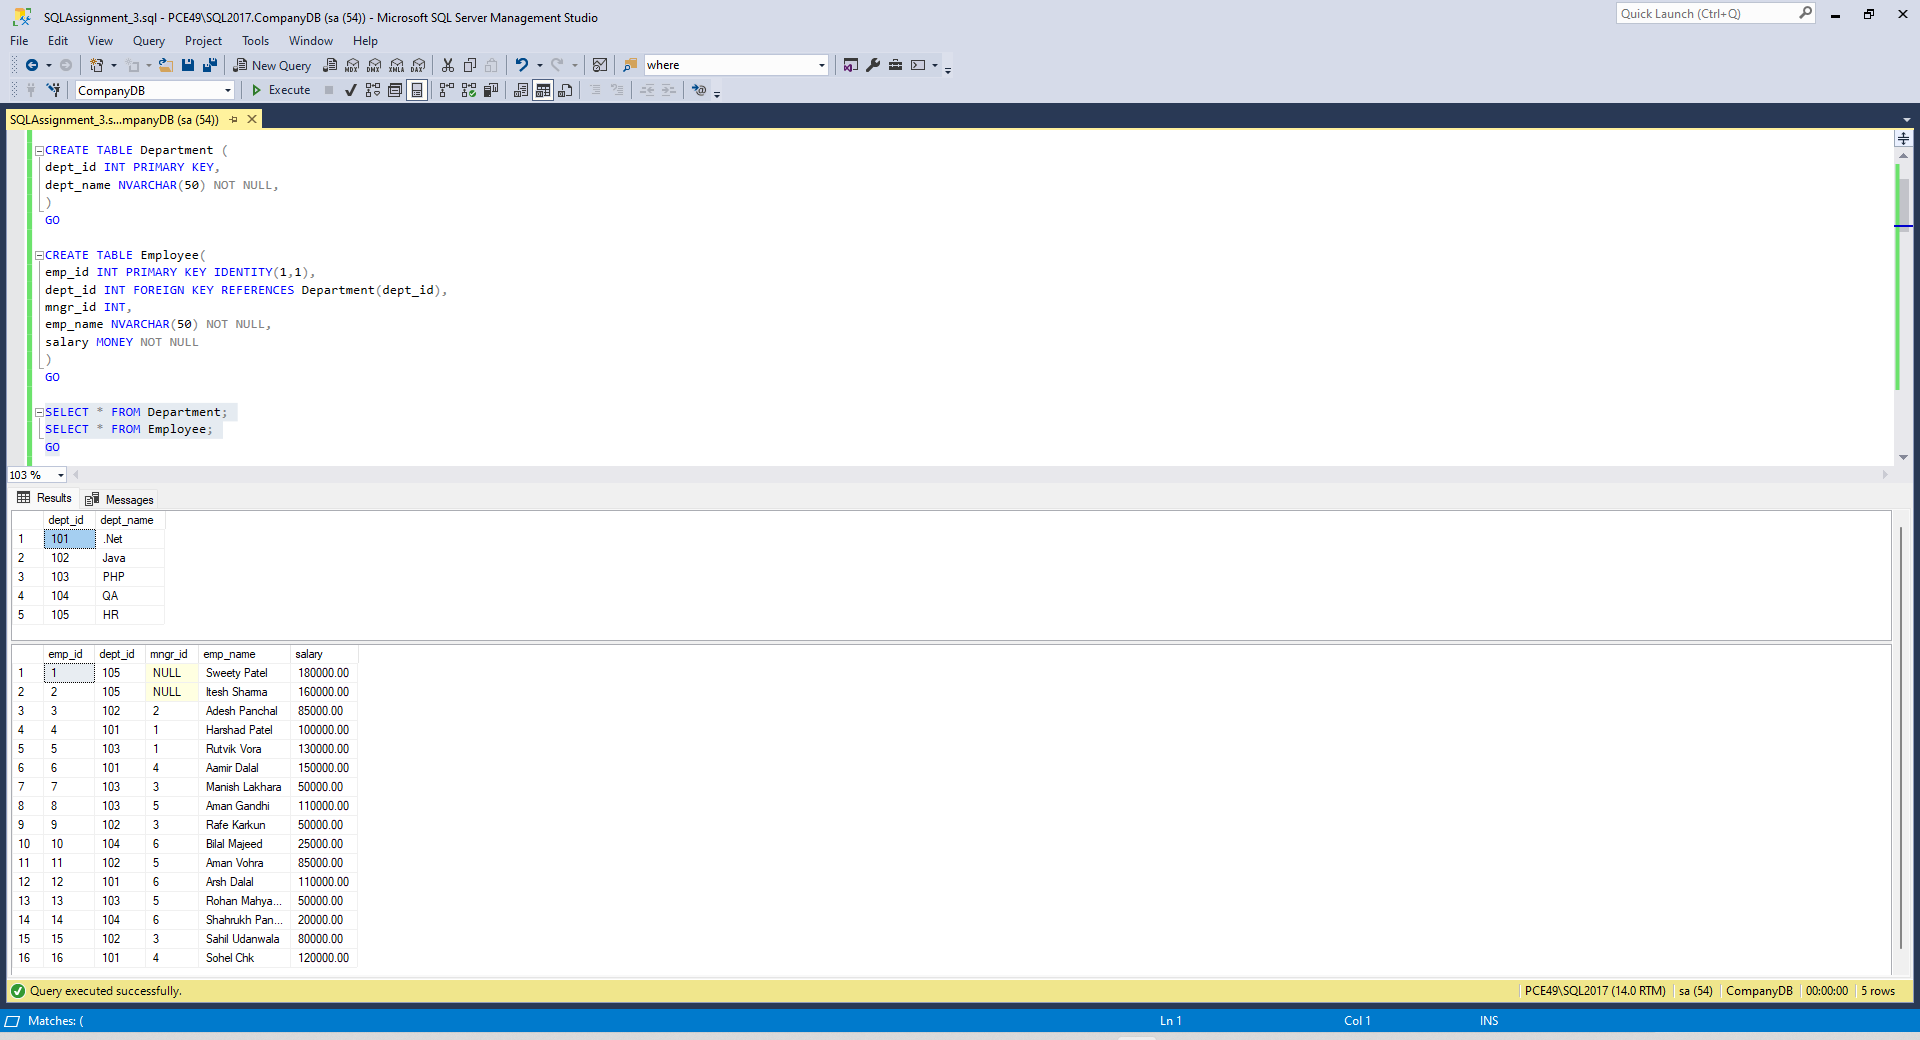 SQLAssignment_3.sql - PCE49\SQL2017.CompanyDB (sa (54)) - Microsoft SQL Server Management Studio
Quick Launch (Ctrl+Q)
File Edit View Query Project Tools Window Help
New Query MDX DMX XMLA DAX where
CompanyDB Execute
SQLAssignment_3.s...mpanyDB (sa (54))
CREATE TABLE Department (
dept_id INT PRIMARY KEY,
dept_name NVARCHAR(50) NOT NULL,
)
GO
CREATE TABLE Employee(
emp_id INT PRIMARY KEY IDENTITY(1,1),
dept_id INT FOREIGN KEY REFERENCES Department(dept_id),
mngr_id INT,
emp_name NVARCHAR(50) NOT NULL,
salary MONEY NOT NULL
)
GO
SELECT * FROM Department;
SELECT * FROM Employee;
GO
103 %
Results Messages
dept_id dept_name
1 101 .Net
2 102 Java
3 103 PHP
4 104 QA
5 105 HR
emp_id dept_id mngr_id emp_name salary
1 1 105 NULL Sweety Patel 180000.00
2 2 105 NULL Itesh Sharma 160000.00
3 3 102 2 Adesh Panchal 85000.00
4 4 101 1 Harshad Patel 100000.00
5 5 103 1 Rutvik Vora 130000.00
6 6 101 4 Aamir Dalal 150000.00
7 7 103 3 Manish Lakhara 50000.00
8 8 103 5 Aman Gandhi 110000.00
9 9 102 3 Rafe Karkun 50000.00
10 10 104 6 Bilal Majeed 25000.00
11 11 102 5 Aman Vohra 85000.00
12 12 101 6 Arsh Dalal 110000.00
13 13 103 5 Rohan Mahya... 50000.00
14 14 104 6 Shahrukh Pan... 20000.00
15 15 102 3 Sahil Udanwala 80000.00
16 16 101 4 Sohel Chk 120000.00
Query executed successfully. PCE49\SQL2017 (14.0 RTM) sa (54) CompanyDB 00:00:00 5 rows
Matches: ( Ln 1 Col 1 INS